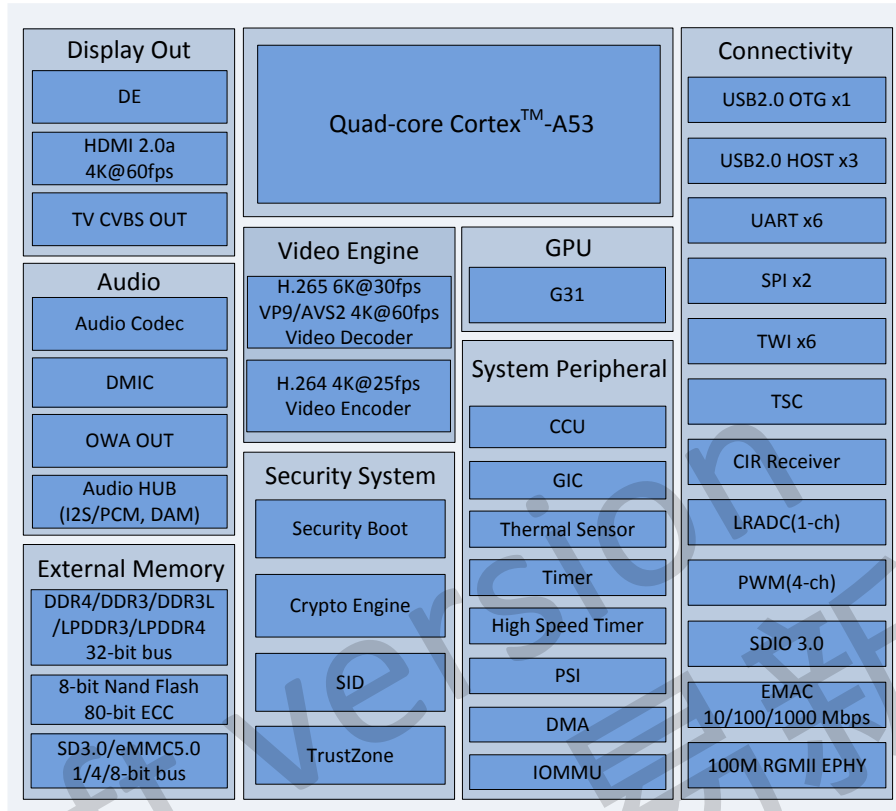 Display Out
DE
HDMI 2.0a
4K@60fps
TV CVBS OUT
Audio
Audio Codec
DMIC
OWA OUT
Audio HUB
(I2S/PCM, DAM)
External Memory
DDR4/DDR3/DDR3L
/LPDDR3/LPDDR4
32-bit bus
8-bit Nand Flash
80-bit ECC
SD3.0/eMMC5.0
1/4/8-bit bus
Quad-core Cortex™-A53
Video Engine
H.265 6K@30fps
VP9/AVS2 4K@60fps
Video Decoder
H.264 4K@25fps
Video Encoder
Security System
Security Boot
Crypto Engine
SID
TrustZone
GPU
G31
System Peripheral
CCU
GIC
Thermal Sensor
Timer
High Speed Timer
PSI
DMA
IOMMU
Connectivity
USB2.0 OTG x1
USB2.0 HOST x3
UART x6
SPI x2
TWI x6
TSC
CIR Receiver
LRADC(1-ch)
PWM(4-ch)
SDIO 3.0
EMAC
10/100/1000 Mbps
100M RGMII EPHY
version
易新